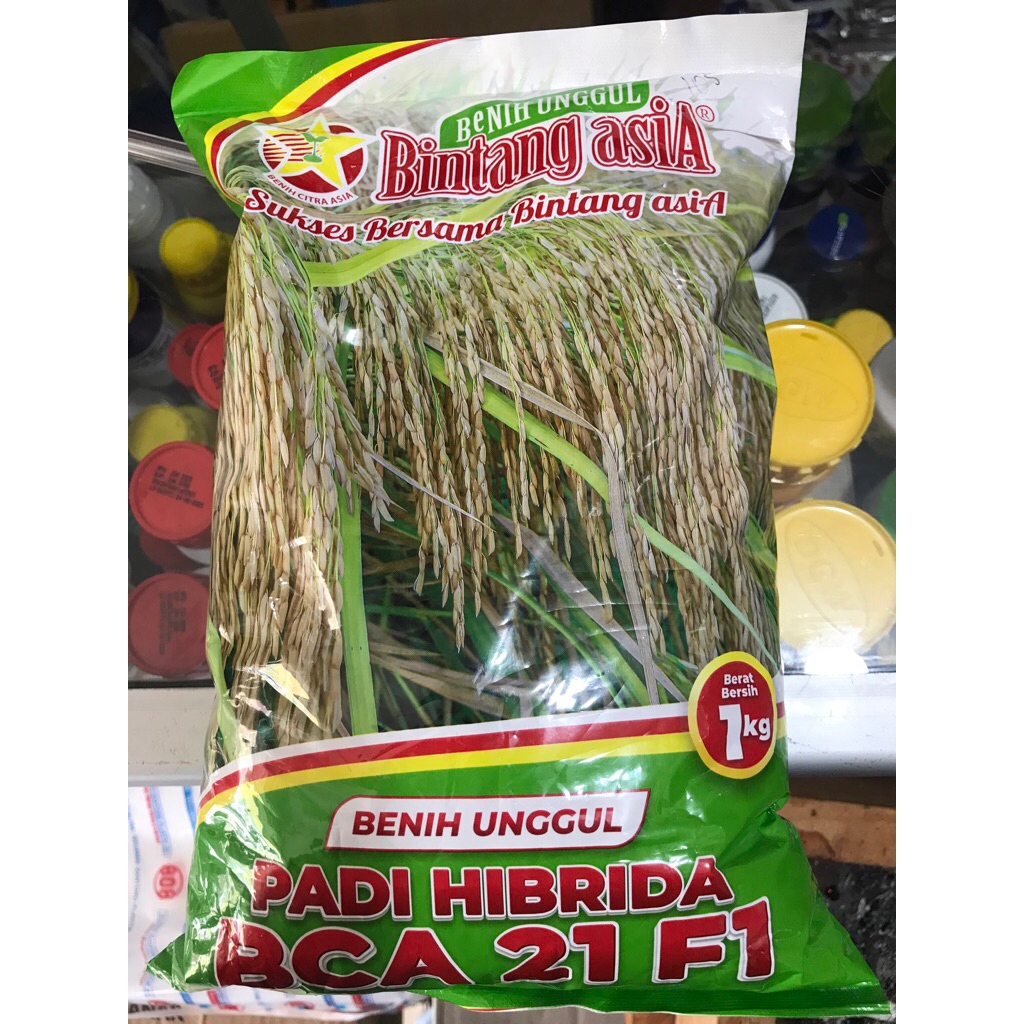 BENIH UNGGUL
Bintang asiA®
BENIH CITRA ASIA
Sukses Bersama Bintang asiA
Berat
Bersih
1kg
BENIH UNGGUL
PADI HIBRIDA
BCA 21 F1
808